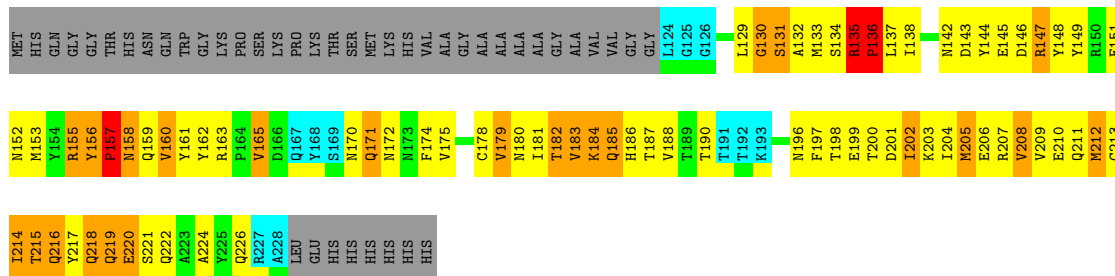 MET HIS GLN GLY GLY THR HIS ASN GLN TRP GLY LYS PRO SER LYS PRO LYS THR SER MET LYS HIS VAL ALA GLY ALA ALA ALA ALA GLY ALA VAL VAL GLY GLY L124 G125 G126 L129 G130 S131 A132 M133 S134 R135 P136 L137 I138 N142 D143 Y144 E145 D146 R147 Y148 Y149 R150 E151
N152 M153 Y154 R155 Y156 P157 N158 Q159 V160 Y161 Y162 R163 P164 V165 D166 Q167 Y168 S169 N170 Q171 N172 N173 F174 V175 C178 V179 N180 I181 T182 V183 K184 Q185 H186 T187 V188 T189 T190 T191 T192 K193 N196 F197 T198 E199 T200 D201 I202 K203 I204 M205 E206 R207 V208 V209 E210 Q211 M212 C213
I214 T215 Q216 Y217 Q218 Q219 E220 S221 Q222 A223 A224 Y225 Q226 R227 A228 LEU GLU HIS HIS HIS HIS HIS HIS